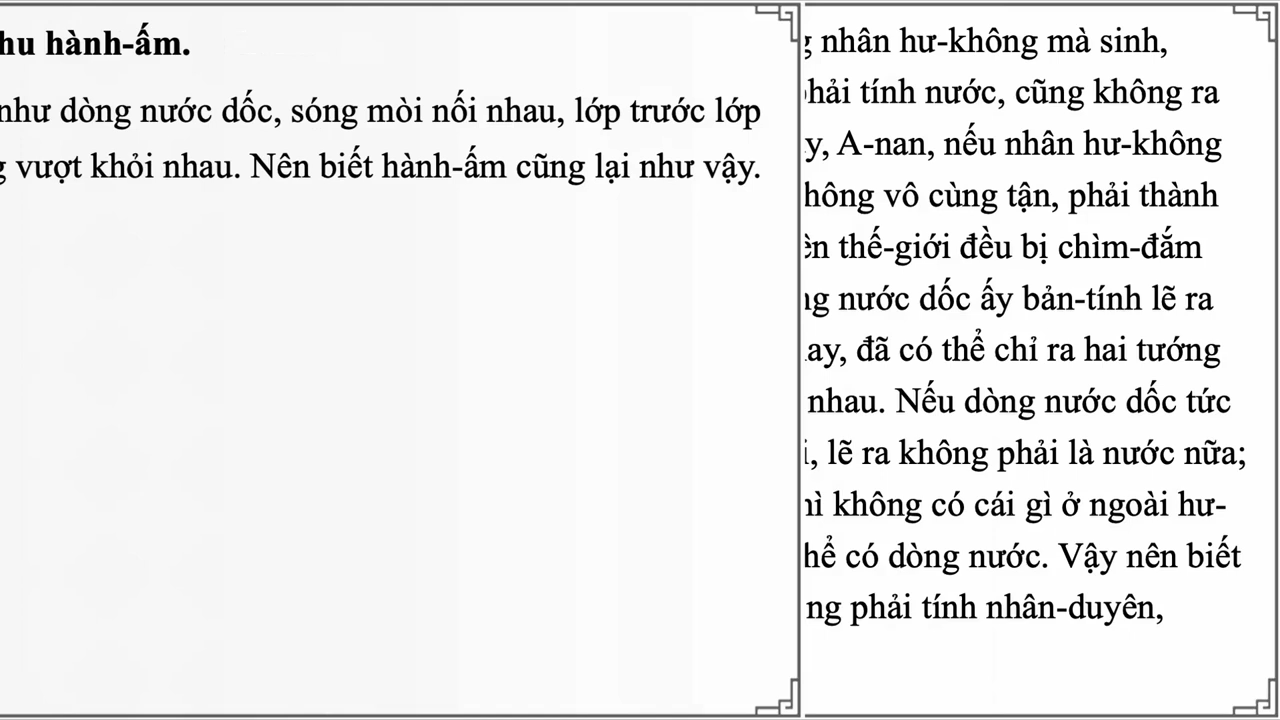 hu hành-ấm.
như dòng nước dốc, sóng mòi nối nhau, lớp trước lớp
vượt khỏi nhau. Nên biết hành-ấm cũng lại như vậy.
nhân hư-không mà sinh,
phải tính nước, cũng không ra
y, A-nan, nếu nhân hư-không
hông vô cùng tận, phải thành
ên thế-giới đều bị chìm-đắm
nước dốc ấy bản-tính lẽ ra
ay, đã có thể chỉ ra hai tướng
nhau. Nếu dòng nước dốc tức
i, lẽ ra không phải là nước nữa;
ì không có cái gì ở ngoài hư-
hể có dòng nước. Vậy nên biết
ng phải tính nhân-duyên,